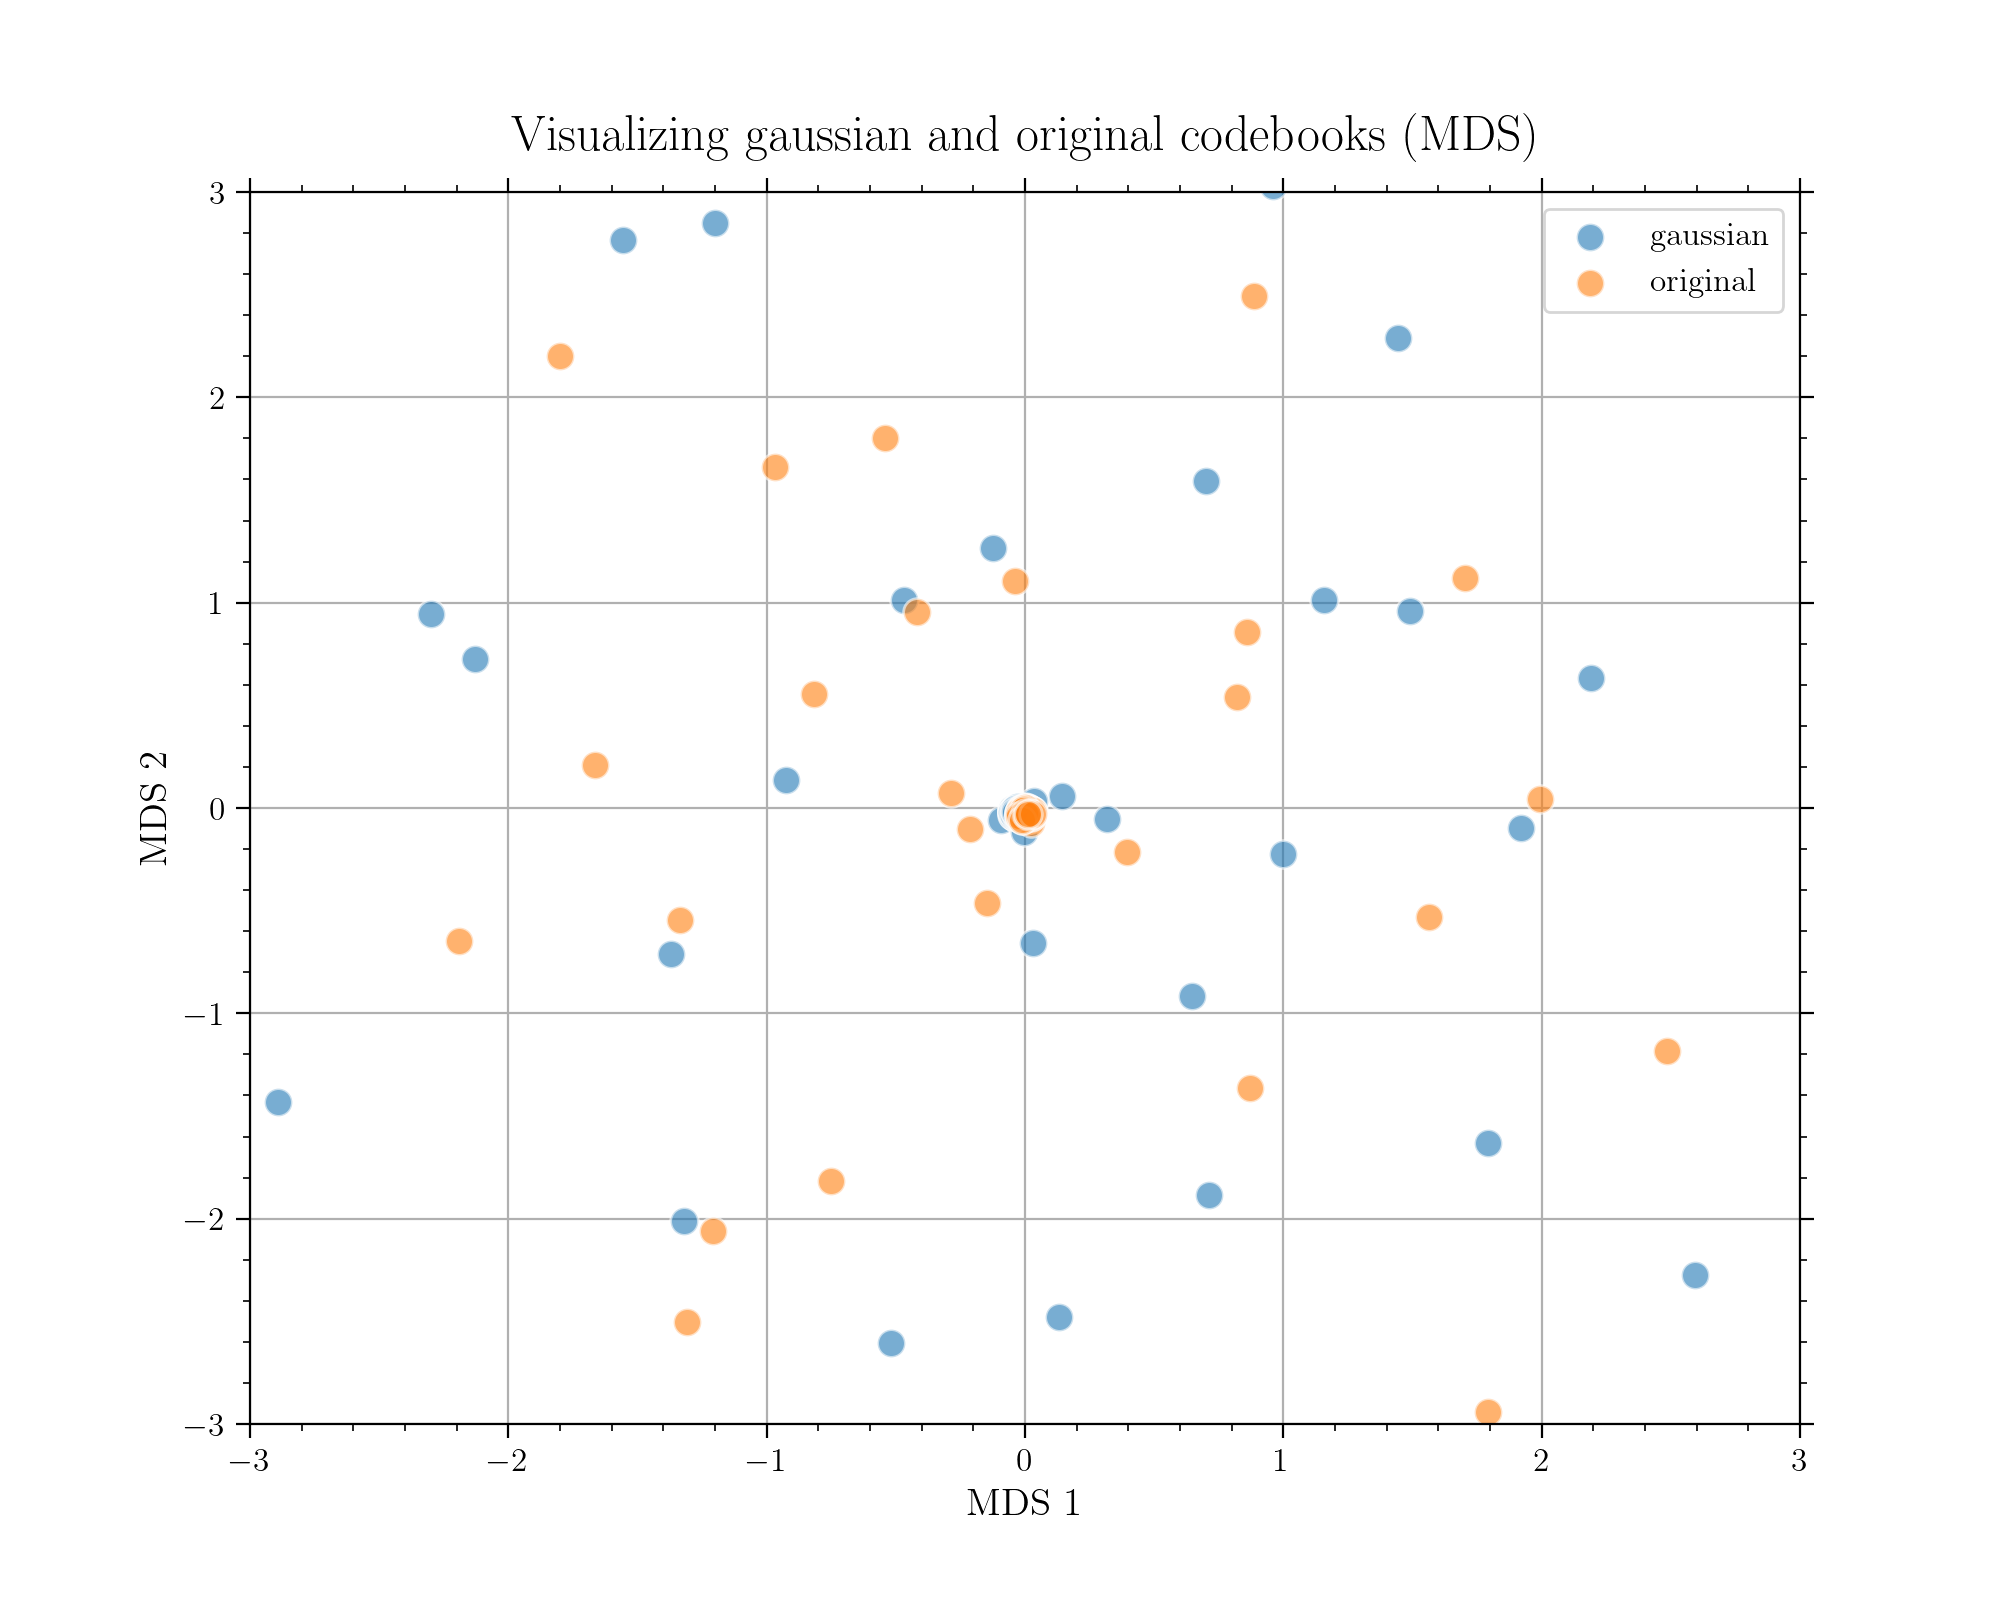 Visualizing gaussian and original codebooks (MDS)
gaussian
original
3
2
1
0
−1
−2
−3
MDS 2
−3
−2
−1
0
1
2
3
MDS 1